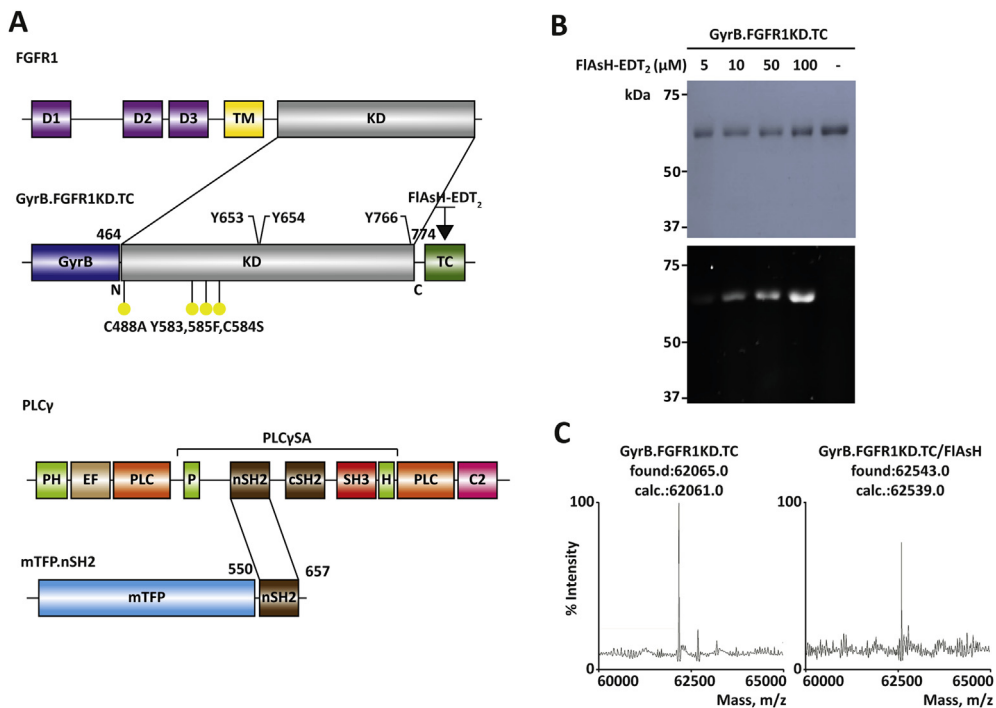 A
FGFR1
D1 D2 D3 TM KD
GyrB.FGFR1KD.TC
FlAsH-EDT2
Y653 Y654 Y766
464 774
GyrB KD TC
N C
C488A Y583,585F,C584S
PLCγ
PLCγSA
PH EF PLC P nSH2 cSH2 SH3 H PLC C2
mTFP.nSH2
550 657
mTFP nSH2
B
GyrB.FGFR1KD.TC
FlAsH-EDT2 (μM) 5 10 50 100 -
kDa
75
50
37
75
50
37
C
GyrB.FGFR1KD.TC
found:62065.0
calc.:62061.0
100
% Intensity
0
60000 62500 65000
Mass, m/z
GyrB.FGFR1KD.TC/FlAsH
found:62543.0
calc.:62539.0
100
0
60000 62500 65000
Mass, m/z